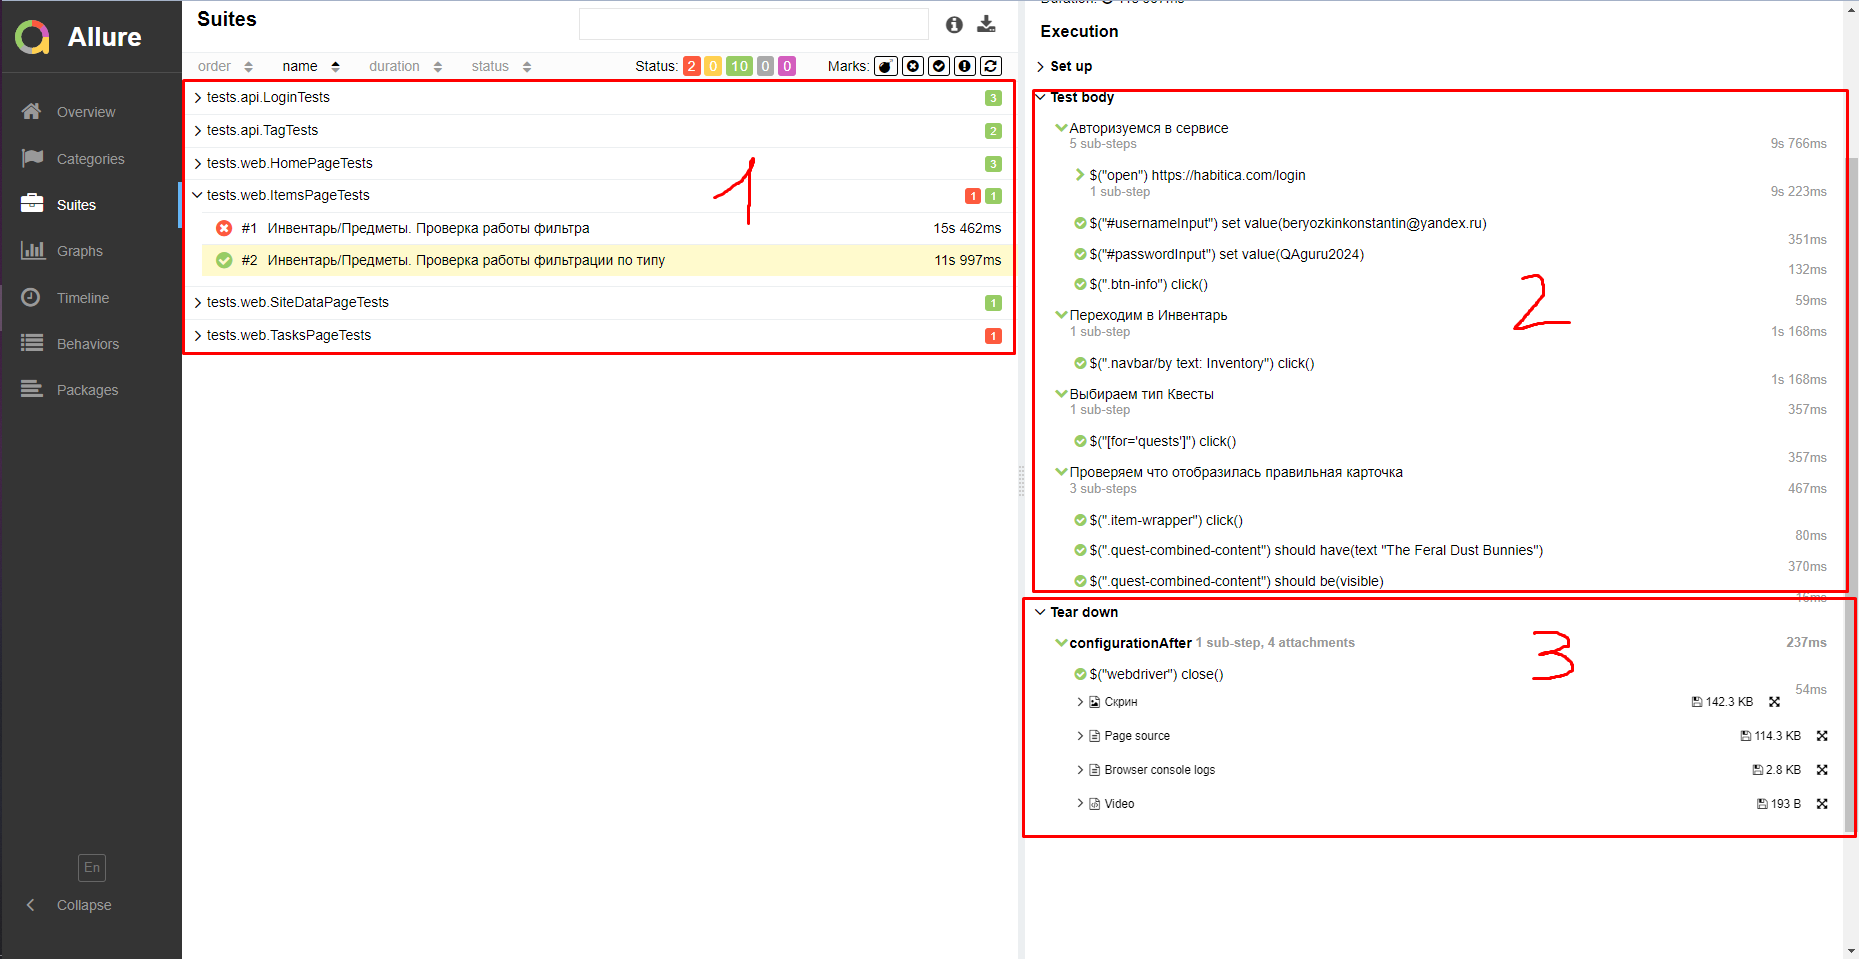 Allure
Overview
Categories
Suites
Graphs
Timeline
Behaviors
Packages
En
Collapse
Suites
order name duration status Status: 2 0 10 0 0 Marks:
tests.api.LoginTests 3
tests.api.TagTests 2
tests.web.HomePageTests 3
tests.web.ItemsPageTests 1 1
#1 Инвентарь/Предметы. Проверка работы фильтра 15s 462ms
#2 Инвентарь/Предметы. Проверка работы фильтрации по типу 11s 997ms
tests.web.SiteDataPageTests 1
tests.web.TasksPageTests 1
1
Execution
Set up
Test body
Авторизуемся в сервисе
5 sub-steps 9s 766ms
$("open") https://habitica.com/login
1 sub-step 9s 223ms
$("#usernameInput") set value(beryozkinkonstantin@yandex.ru)
351ms
$("#passwordInput") set value(QAguru2024)
132ms
$(".btn-info") click()
59ms
Переходим в Инвентарь
1 sub-step 1s 168ms
$(".navbar/by text: Inventory") click()
1s 168ms
Выбираем тип Квесты
1 sub-step 357ms
$("[for='quests']") click()
357ms
Проверяем что отобразилась правильная карточка
3 sub-steps 467ms
$(".item-wrapper") click()
80ms
$(".quest-combined-content") should have(text "The Feral Dust Bunnies")
370ms
$(".quest-combined-content") should be(visible)
2
Tear down
configurationAfter 1 sub-step, 4 attachments 237ms
$("webdriver") close()
54ms
Скрин 142.3 KB
Page source 114.3 KB
Browser console logs 2.8 KB
Video 193 B
3